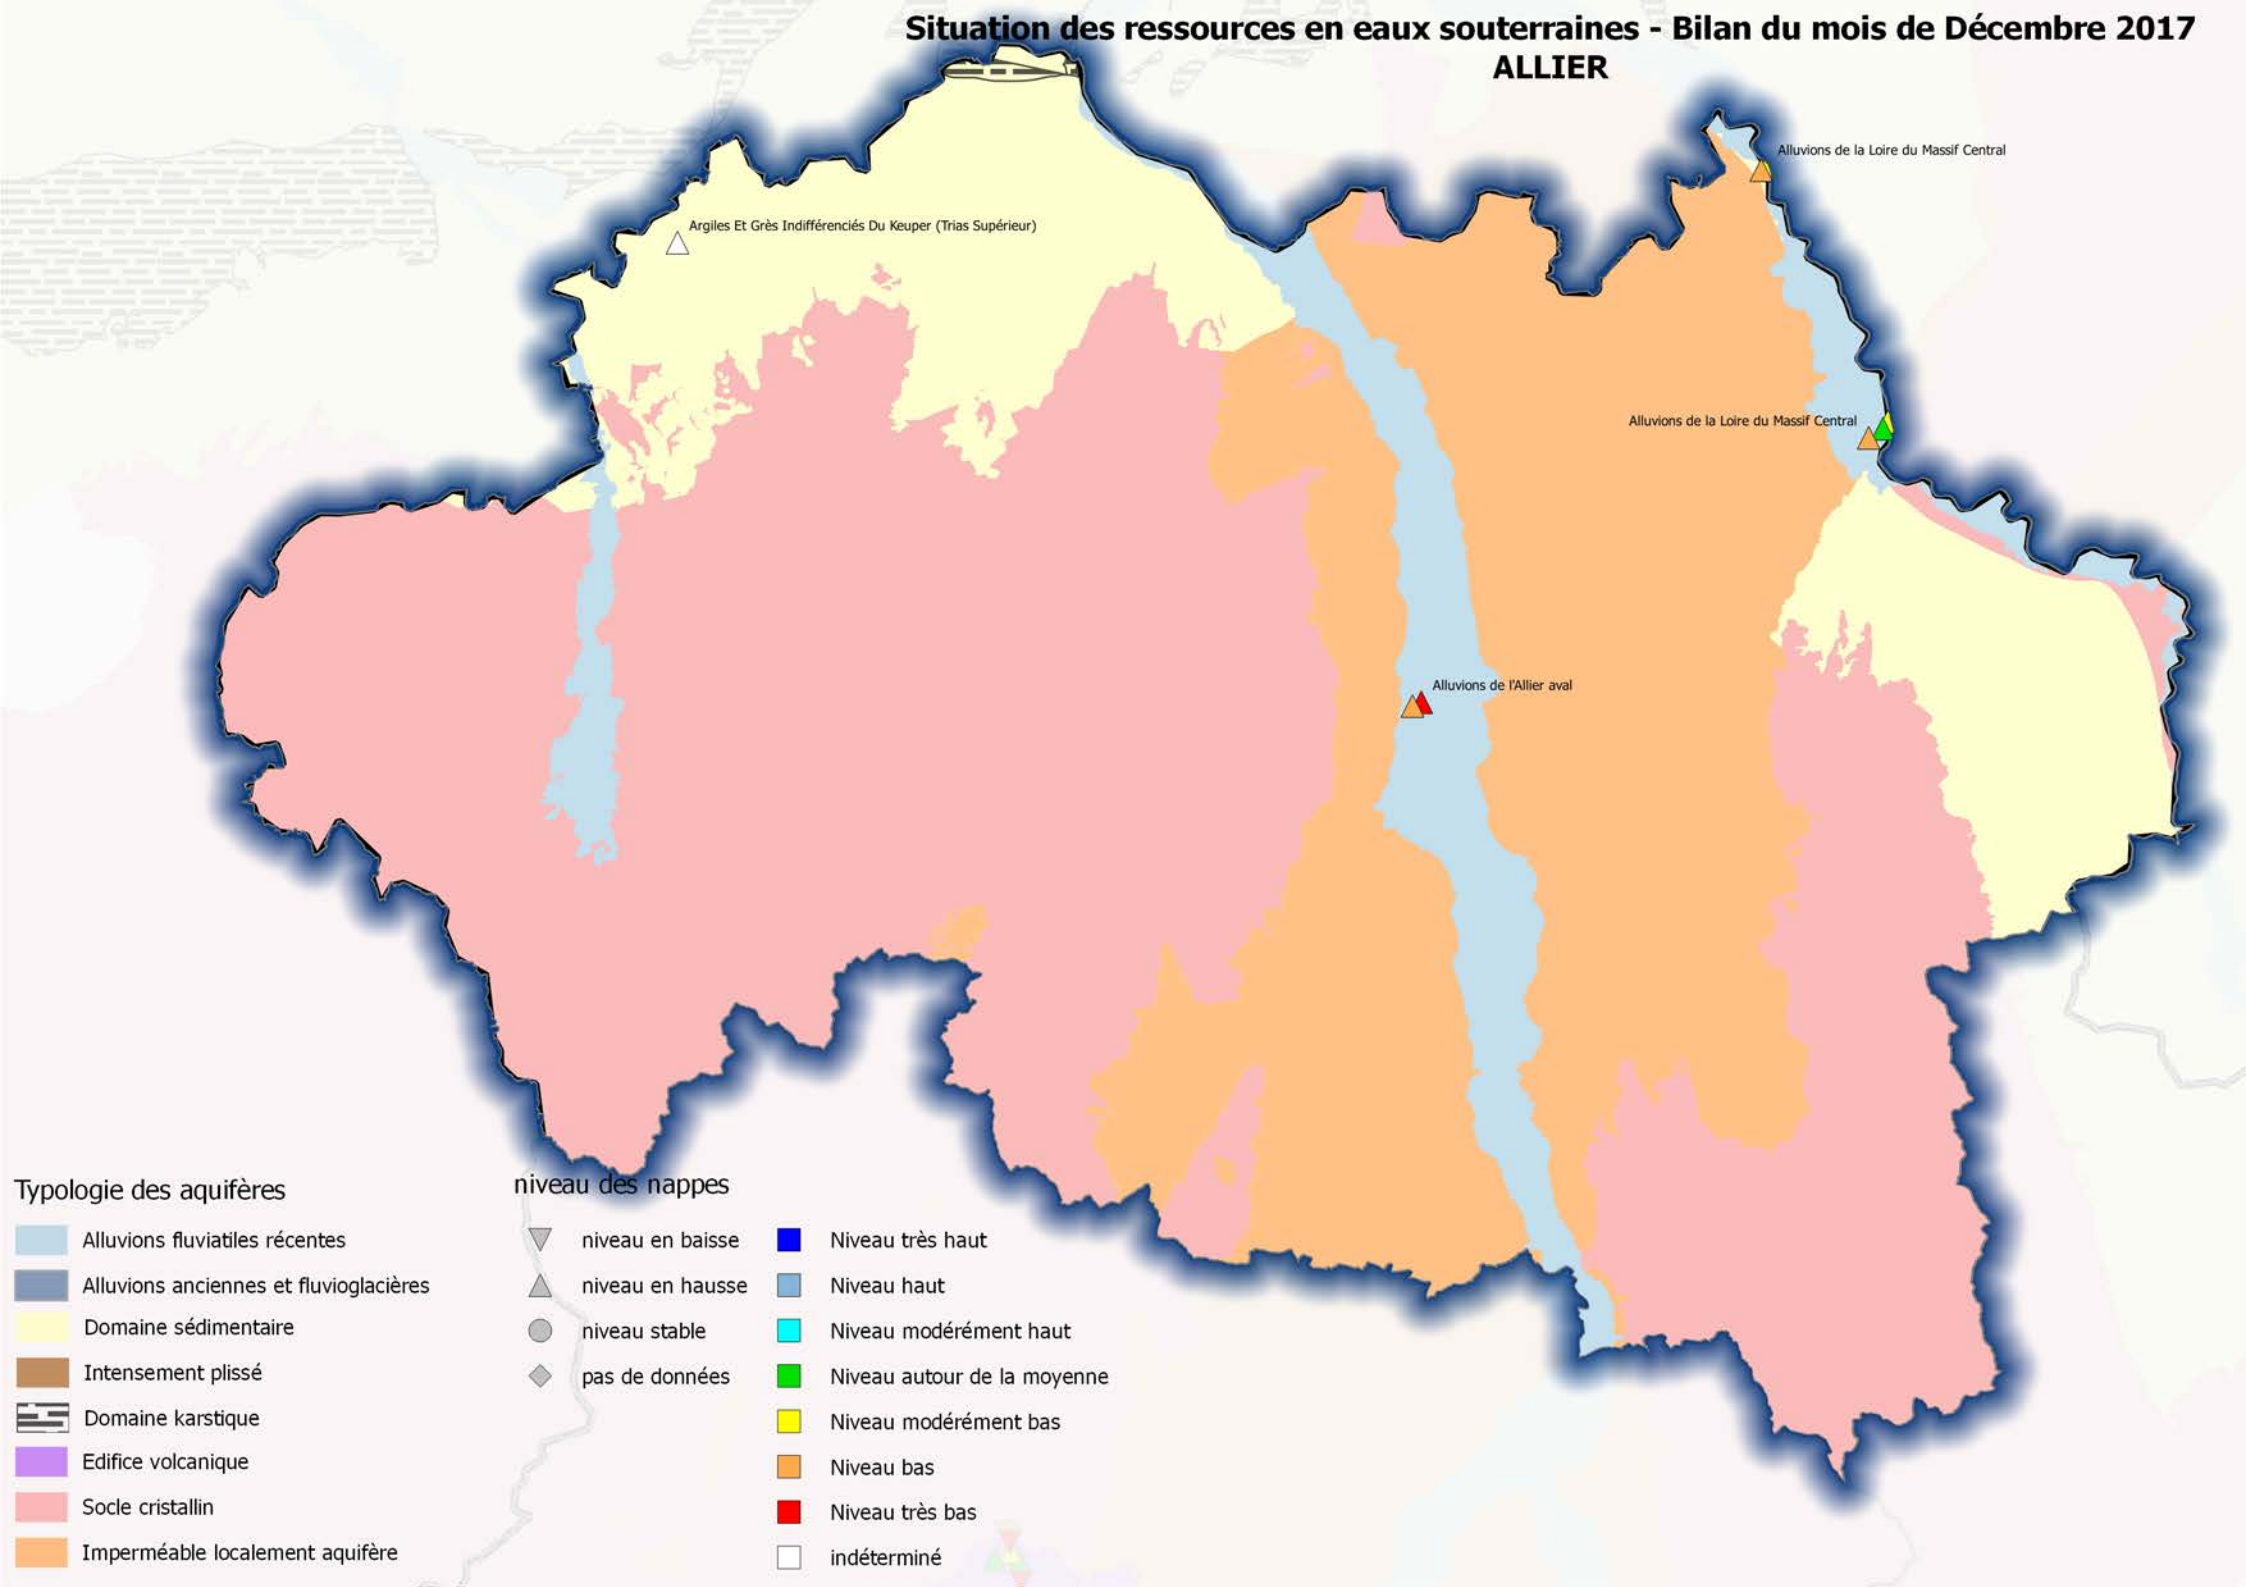 Situation des ressources en eaux souterraines - Bilan du mois de Décembre 2017
ALLIER
Alluvions de la Loire du Massif Central
Argiles Et Grès Indifférenciés Du Keuper (Trias Supérieur)
Alluvions de la Loire du Massif Central
Alluvions de l'Allier aval
Typologie des aquifères
Alluvions fluviatiles récentes
Alluvions anciennes et fluvioglacières
Domaine sédimentaire
Intensement plissé
Domaine karstique
Edifice volcanique
Socle cristallin
Imperméable localement aquifère
niveau des nappes
niveau en baisse
niveau en hausse
niveau stable
pas de données
Niveau très haut
Niveau haut
Niveau modérément haut
Niveau autour de la moyenne
Niveau modérément bas
Niveau bas
Niveau très bas
indéterminé